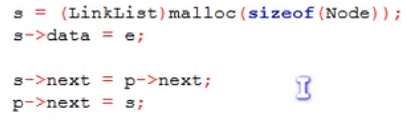 s = (LinkList)malloc(sizeof(Node));
s->data = e;
s->next = p->next;
p->next = s;